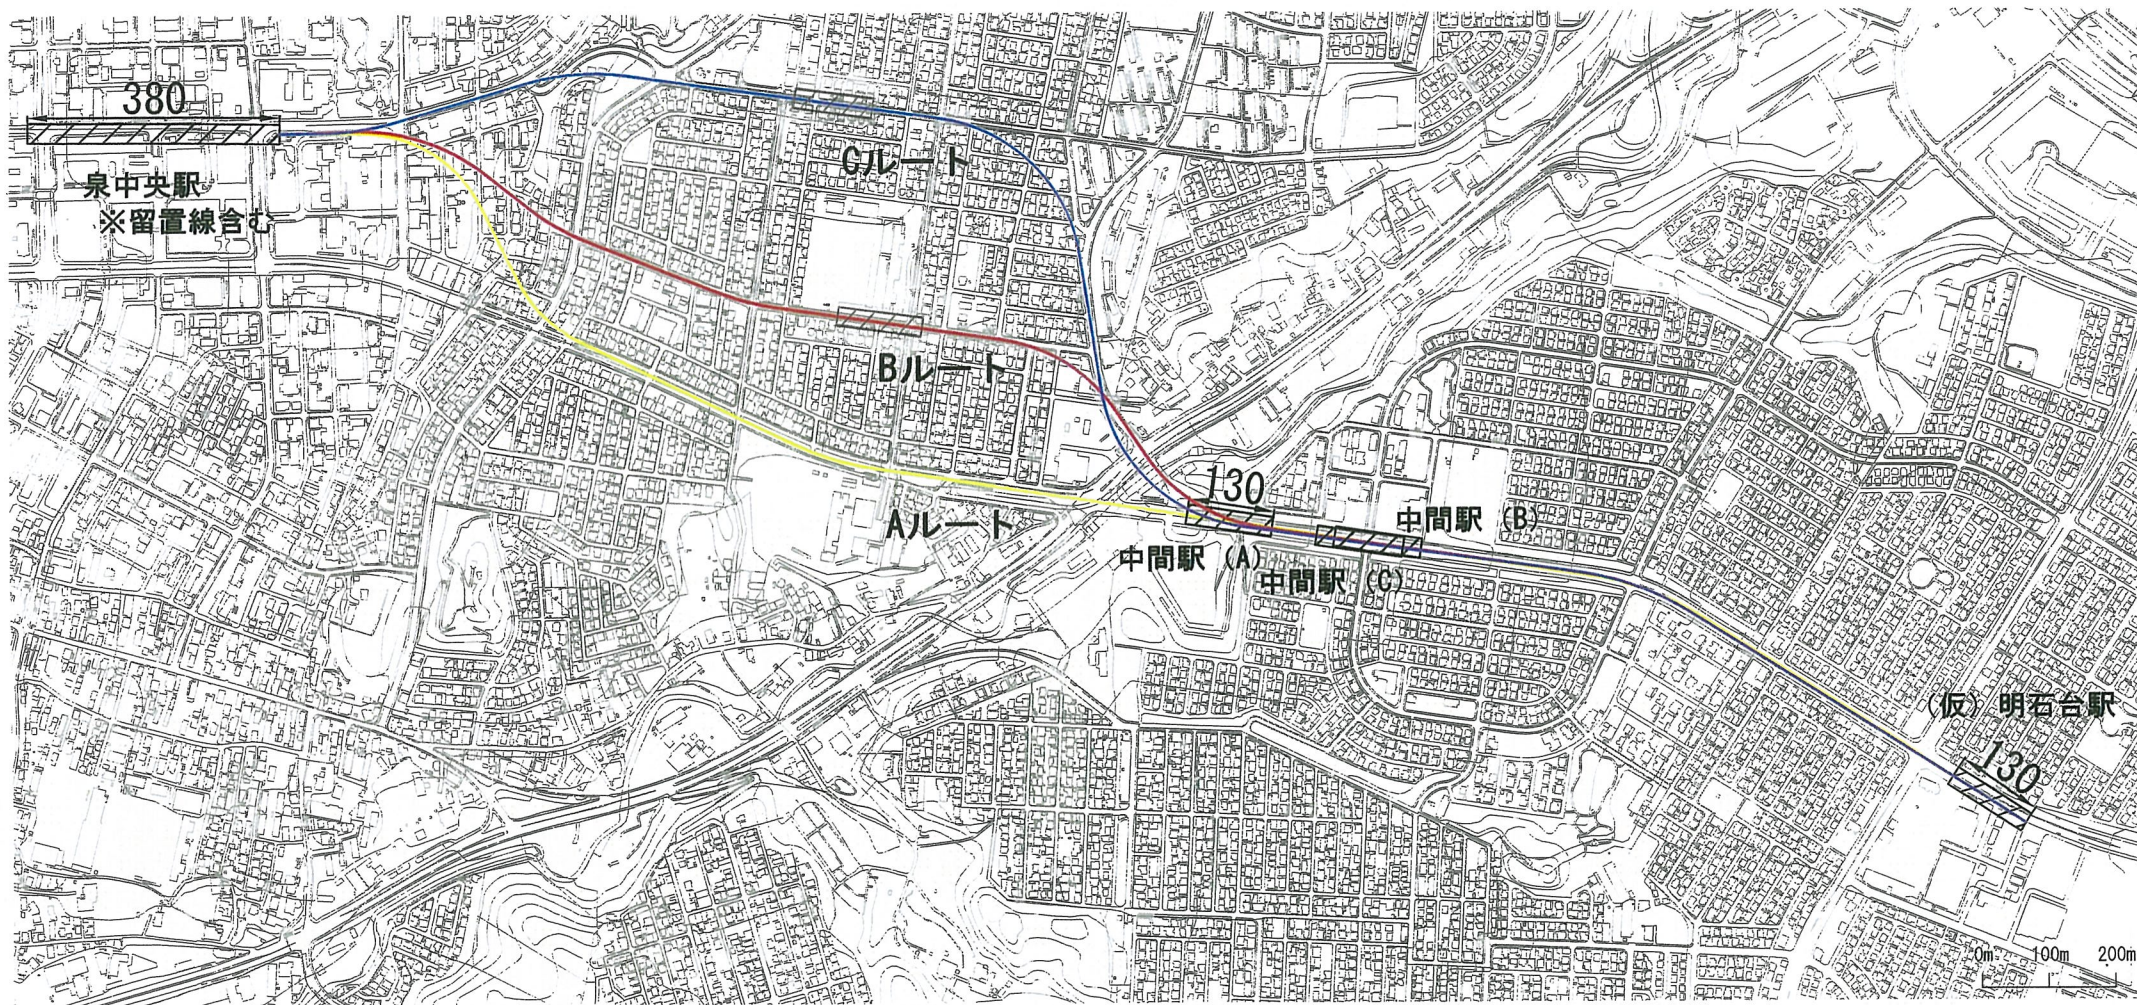 380
泉中央駅
※留置線含む
Cルート
Bルート
Aルート
130
中間駅(B)
中間駅(A)
中間駅(C)
(仮)明石台駅
130
0m 100m 200m